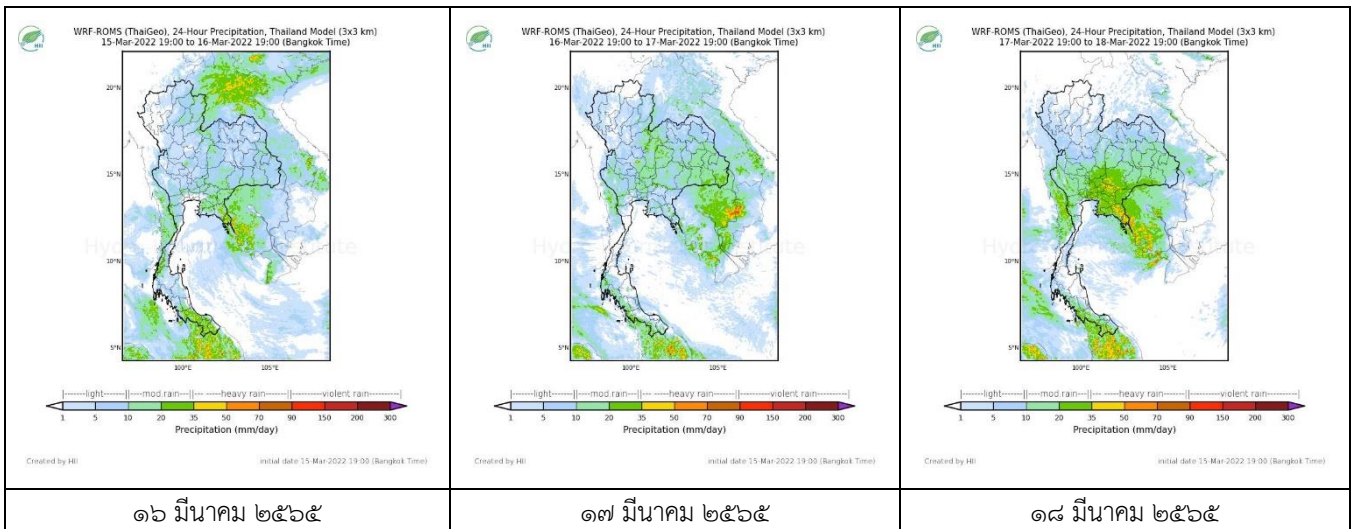 HII
WRF-ROMS (ThaiGeo), 24-Hour Precipitation, Thailand Model (3x3 km)
15-Mar-2022 19:00 to 16-Mar-2022 19:00 (Bangkok Time)
20°N
15°N
10°N
5°N
100°E 105°E
|-------light-------||----mod.rain---||--- ---heavy rain----||-------violent rain-------|
1 5 10 20 35 50 70 90 150 200 300
Precipitation (mm/day)
Created by HII initial date 15-Mar-2022 19:00 (Bangkok Time)
๑๖ มีนาคม ๒๕๖๕
HII
WRF-ROMS (ThaiGeo), 24-Hour Precipitation, Thailand Model (3x3 km)
16-Mar-2022 19:00 to 17-Mar-2022 19:00 (Bangkok Time)
20°N
15°N
10°N
5°N
100°E 105°E
|-------light-------||----mod.rain---||--- ---heavy rain----||-------violent rain-------|
1 5 10 20 35 50 70 90 150 200 300
Precipitation (mm/day)
Created by HII initial date 15-Mar-2022 19:00 (Bangkok Time)
๑๗ มีนาคม ๒๕๖๕
HII
WRF-ROMS (ThaiGeo), 24-Hour Precipitation, Thailand Model (3x3 km)
17-Mar-2022 19:00 to 18-Mar-2022 19:00 (Bangkok Time)
20°N
15°N
10°N
5°N
100°E 105°E
|-------light-------||----mod.rain---||--- ---heavy rain----||-------violent rain-------|
1 5 10 20 35 50 70 90 150 200 300
Precipitation (mm/day)
Created by HII initial date 15-Mar-2022 19:00 (Bangkok Time)
๑๘ มีนาคม ๒๕๖๕